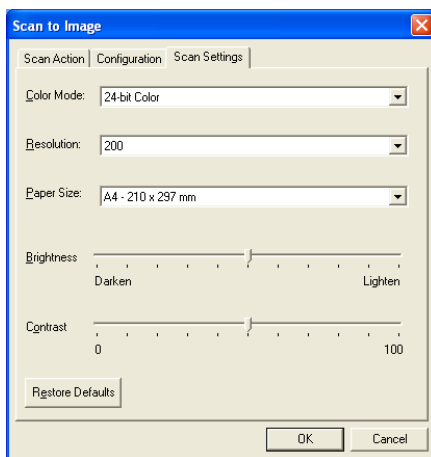 Scan to Image
Scan Action Configuration Scan Settings
Color Mode: 24-bit Color
Resolution: 200
Paper Size: A4 - 210 x 297 mm
Brightness
Darken Lighten
Contrast
0 100
Restore Defaults
OK Cancel